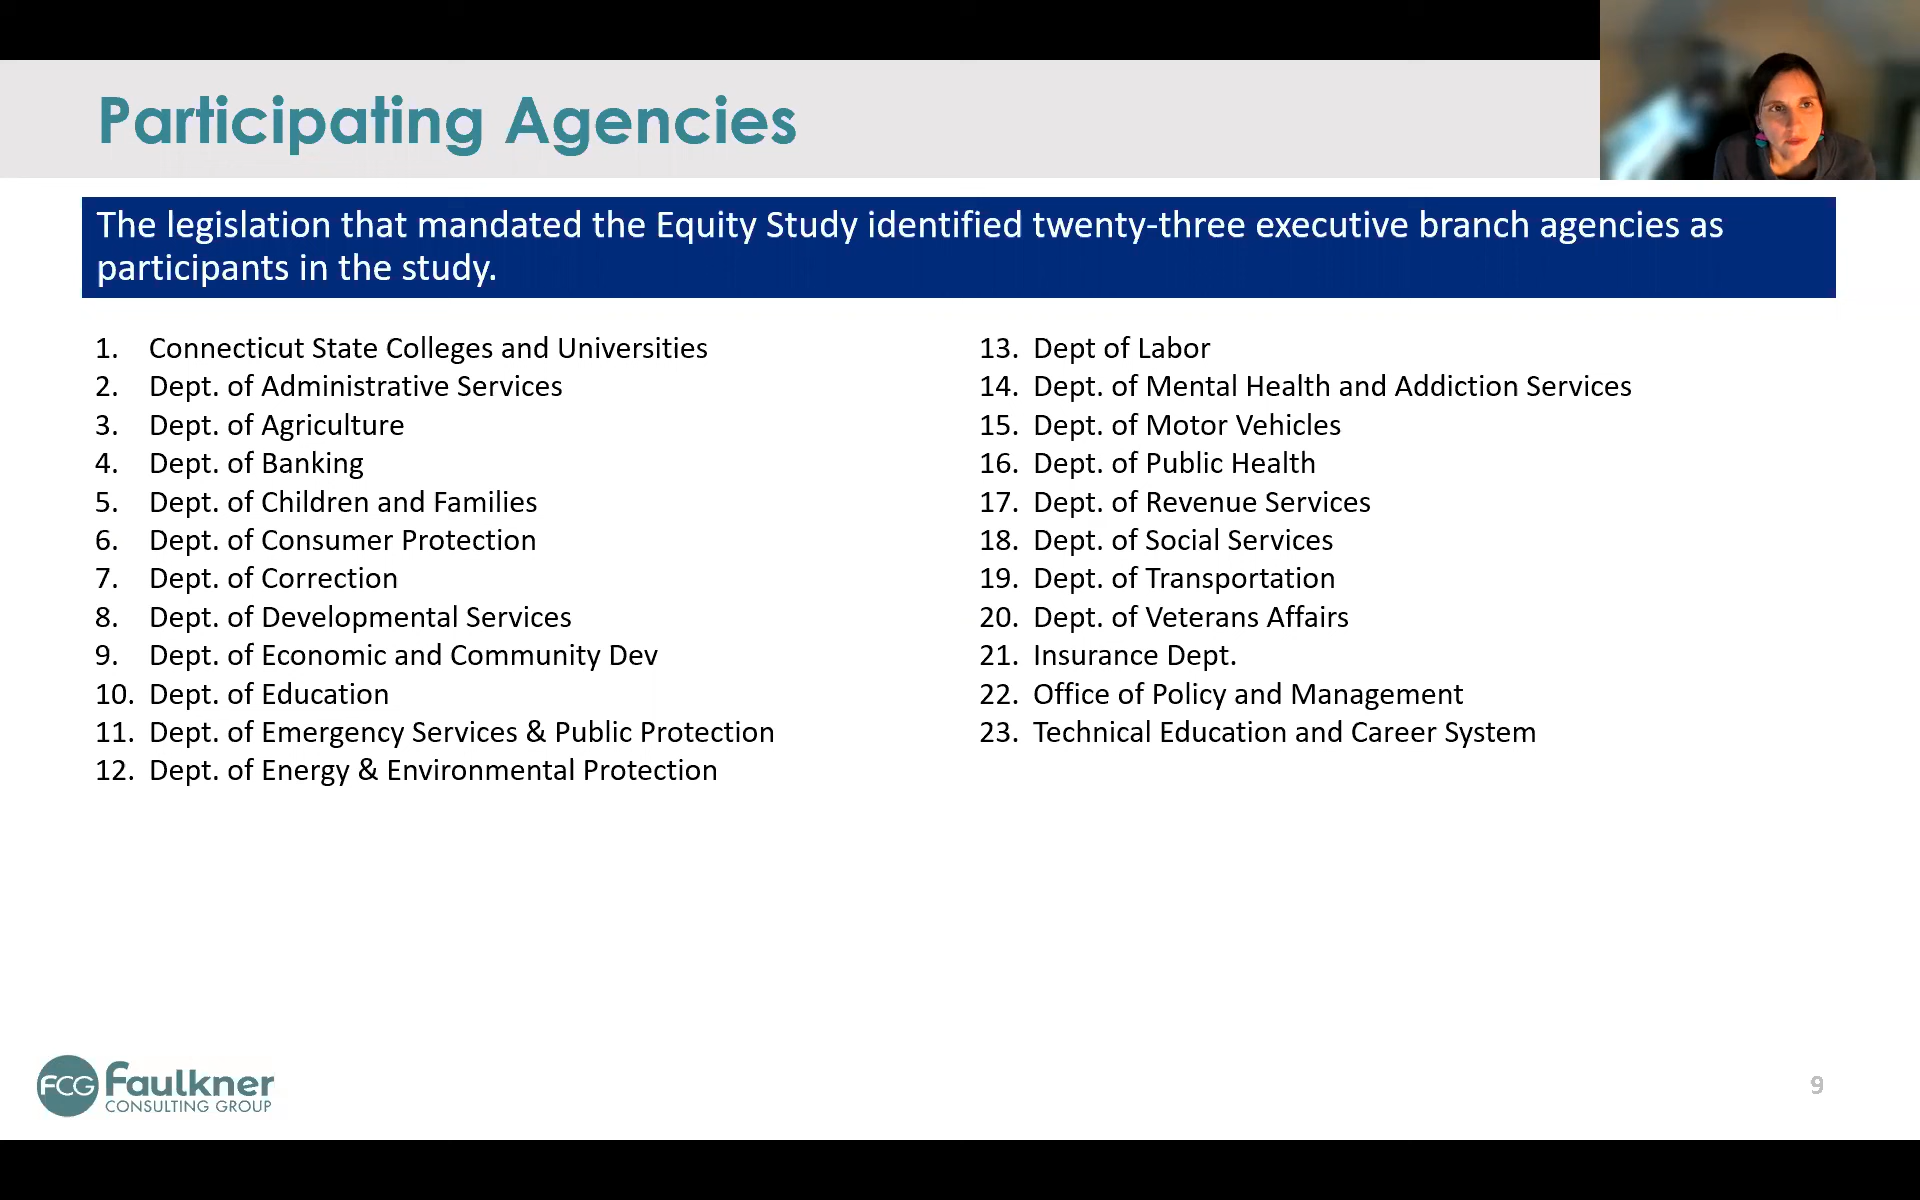 Participating Agencies
The legislation that mandated the Equity Study identified twenty-three executive branch agencies as
participants in the study.
1. Connecticut State Colleges and Universities
2. Dept. of Administrative Services
3. Dept. of Agriculture
4. Dept. of Banking
5. Dept. of Children and Families
6. Dept. of Consumer Protection
7. Dept. of Correction
8. Dept. of Developmental Services
9. Dept. of Economic and Community Dev
10. Dept. of Education
11. Dept. of Emergency Services & Public Protection
12. Dept. of Energy & Environmental Protection
13. Dept of Labor
14. Dept. of Mental Health and Addiction Services
15. Dept. of Motor Vehicles
16. Dept. of Public Health
17. Dept. of Revenue Services
18. Dept. of Social Services
19. Dept. of Transportation
20. Dept. of Veterans Affairs
21. Insurance Dept.
22. Office of Policy and Management
23. Technical Education and Career System
FCG Faulkner
CONSULTING GROUP
9